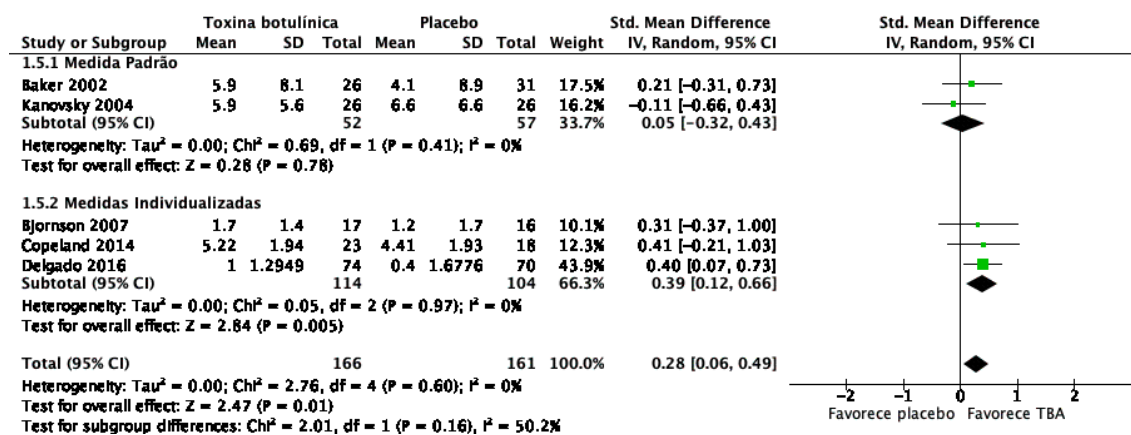 Toxina botulínica Placebo Std. Mean Difference Std. Mean Difference
Study or Subgroup Mean SD Total Mean SD Total Weight IV, Random, 95% CI IV, Random, 95% CI
1.5.1 Medida Padrão
Baker 2002 5.9 8.1 26 4.1 8.9 31 17.5% 0.21 [-0.31, 0.73]
Kanovsky 2004 5.9 5.6 26 6.6 6.6 26 16.2% -0.11 [-0.66, 0.43]
Subtotal (95% CI) 52 57 33.7% 0.05 [-0.32, 0.43]
Heterogeneity: Tau² = 0.00; Chi² = 0.69, df = 1 (P = 0.41); I² = 0%
Test for overall effect: Z = 0.28 (P = 0.78)
1.5.2 Medidas Individualizadas
Bjornson 2007 1.7 1.4 17 1.2 1.7 16 10.1% 0.31 [-0.37, 1.00]
Copeland 2014 5.22 1.94 23 4.41 1.93 18 12.3% 0.41 [-0.21, 1.03]
Delgado 2016 1 1.2949 74 0.4 1.6776 70 43.9% 0.40 [0.07, 0.73]
Subtotal (95% CI) 114 104 66.3% 0.39 [0.12, 0.66]
Heterogeneity: Tau² = 0.00; Chi² = 0.05, df = 2 (P = 0.97); I² = 0%
Test for overall effect: Z = 2.84 (P = 0.005)
Total (95% CI) 166 161 100.0% 0.28 [0.06, 0.49]
Heterogeneity: Tau² = 0.00; Chi² = 2.76, df = 4 (P = 0.60); I² = 0%
Test for overall effect: Z = 2.47 (P = 0.01)
Test for subgroup differences: Chi² = 2.01, df = 1 (P = 0.16), I² = 50.2%
-2 -1 0 1 2
Favorece placebo Favorece TBA